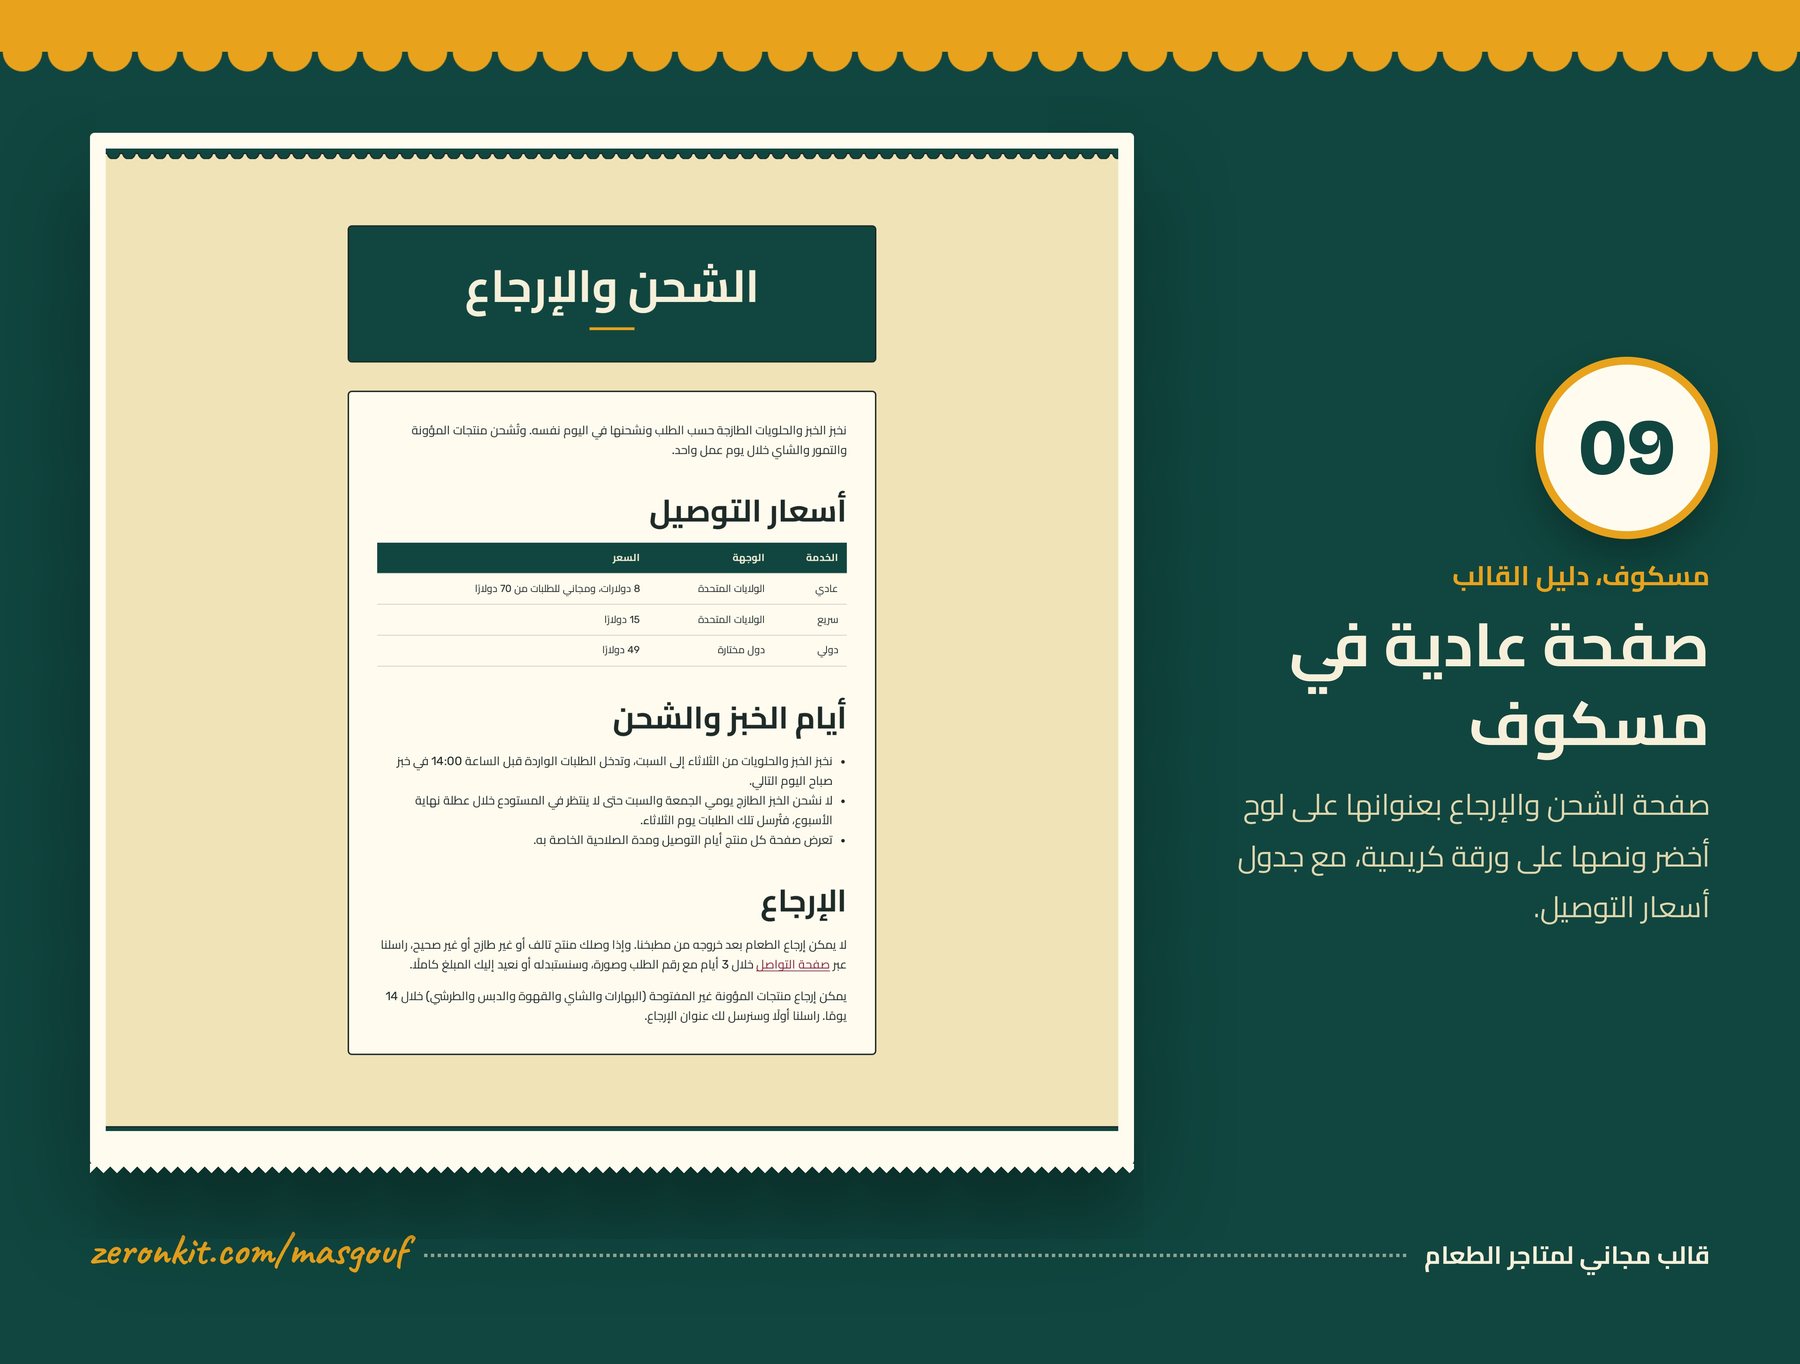 09
مسكوف، دليل القالب
صفحة عادية في
مسكوف
صفحة الشحن والإرجاع بعنوانها على لوح
أخضر ونصها على ورقة كريمية، مع جدول
أسعار التوصيل.
الشحن والإرجاع
نخبز الخبز والحلويات الطازجة حسب الطلب ونشحنها في اليوم نفسه. وتُشحن منتجات المؤونة
والتمور والشاي خلال يوم عمل واحد.
أسعار التوصيل
الخدمة الوجهة السعر
عادي الولايات المتحدة 8 دولارات، ومجاني للطلبات من 70 دولارًا
سريع الولايات المتحدة 15 دولارًا
دولي دول مختارة 49 دولارًا
أيام الخبز والشحن
• نخبز الخبز والحلويات من الثلاثاء إلى السبت، وتدخل الطلبات الواردة قبل الساعة 14:00 في خبز
صباح اليوم التالي.
• لا نشحن الخبز الطازج يومي الجمعة والسبت حتى لا ينتظر في المستودع خلال عطلة نهاية
الأسبوع، فتُرسل تلك الطلبات يوم الثلاثاء.
• تعرض صفحة كل منتج أيام التوصيل ومدة الصلاحية الخاصة به.
الإرجاع
لا يمكن إرجاع الطعام بعد خروجه من مطبخنا. وإذا وصلك منتج تالف أو غير طازج أو غير صحيح، راسلنا
عبر صفحة التواصل خلال 3 أيام مع رقم الطلب وصورة، وسنستبدله أو نعيد إليك المبلغ كاملًا.
يمكن إرجاع منتجات المؤونة غير المفتوحة (البهارات والشاي والقهوة والدبس والطرشي) خلال 14
يومًا. راسلنا أولًا وسنرسل لك عنوان الإرجاع.
قالب مجاني لمتاجر الطعام
zeronkit.com/masgouf